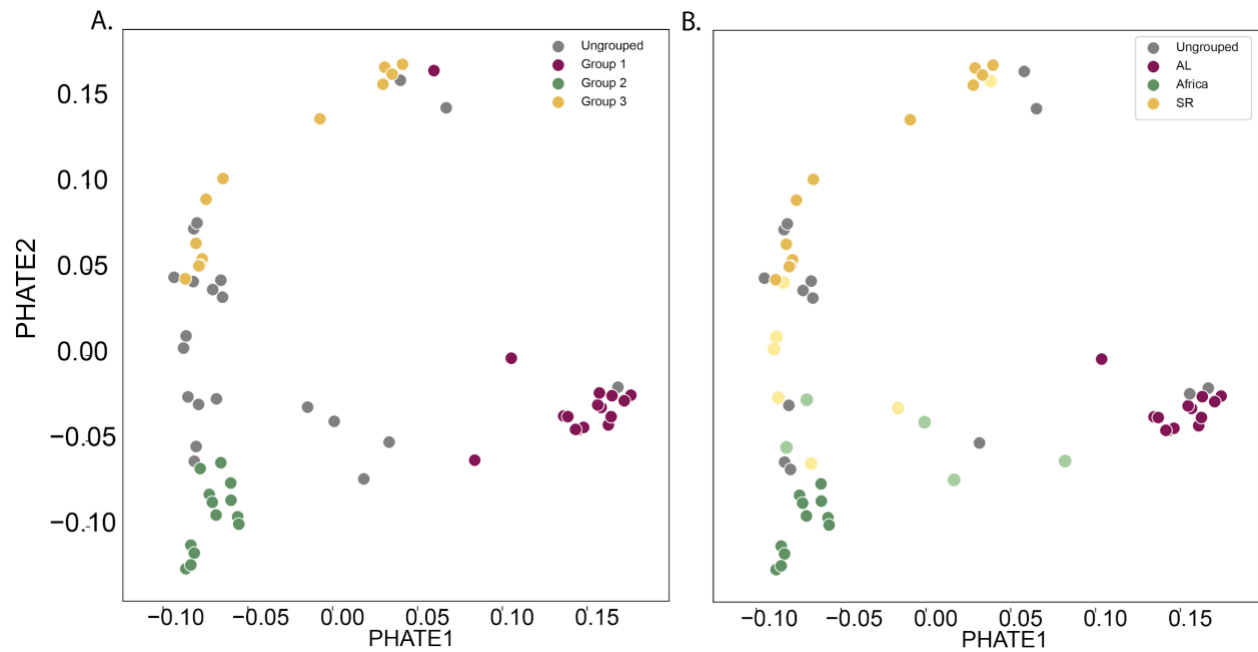 A.
Ungrouped
Group 1
Group 2
Group 3
PHATE2
0.15
0.10
0.05
0.00
−0.05
−0.10
−0.10 −0.05 0.00 0.05 0.10 0.15
PHATE1
B.
Ungrouped
AL
Africa
SR
−0.10 −0.05 0.00 0.05 0.10 0.15
PHATE1